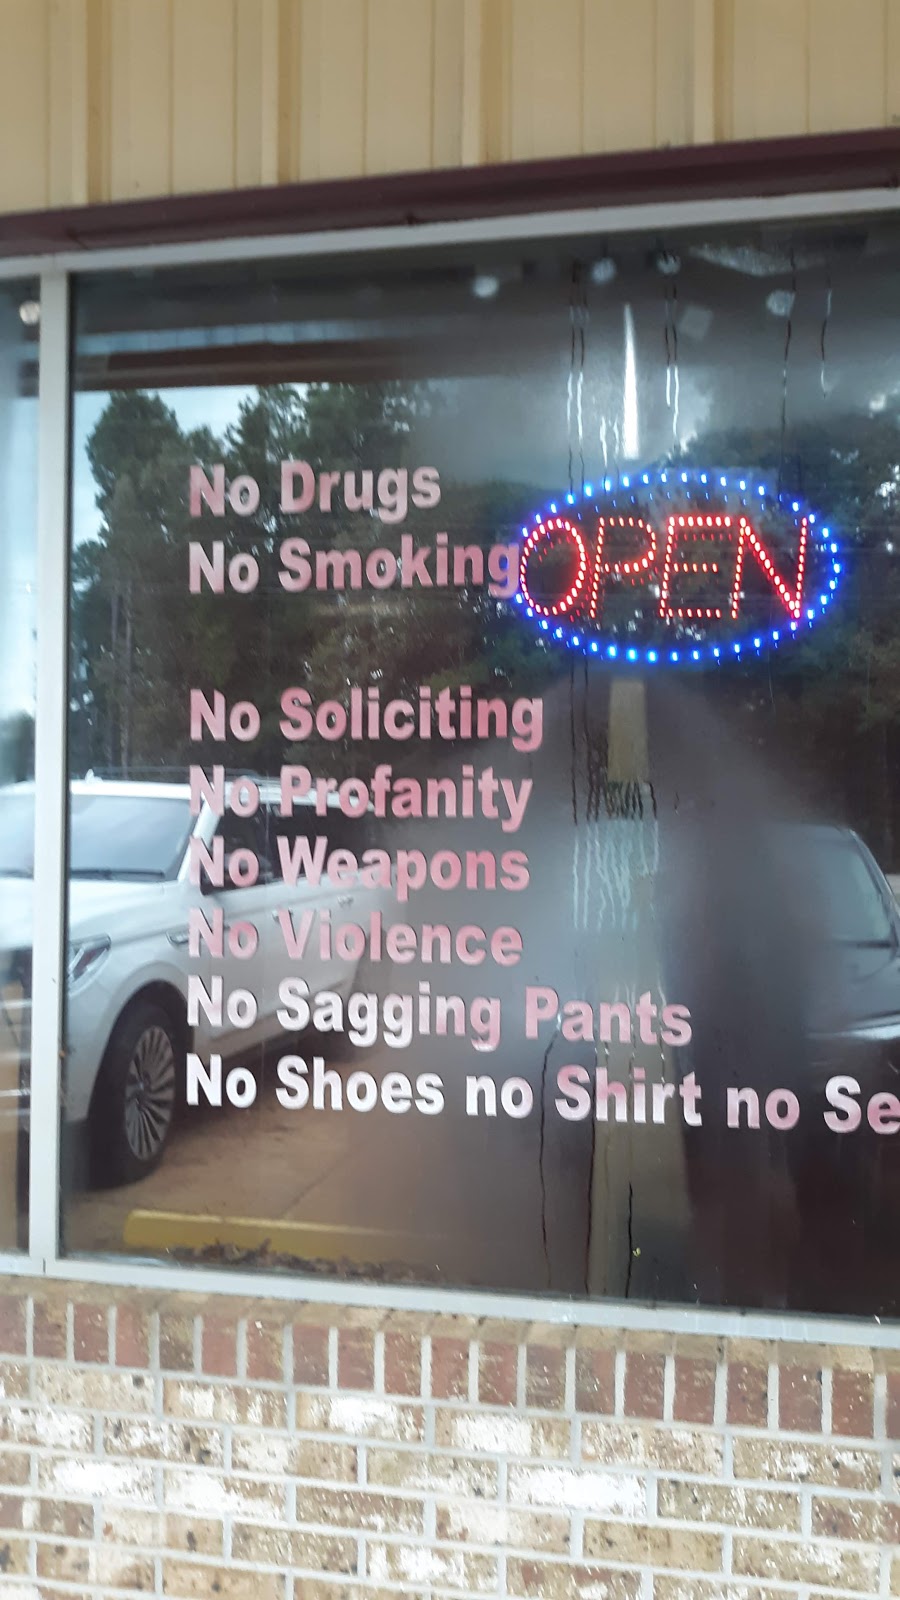 No Drugs
No Smoking
OPEN
No Soliciting
No Profanity
No Weapons
No Violence
No Sagging Pants
No Shoes no Shirt no Se